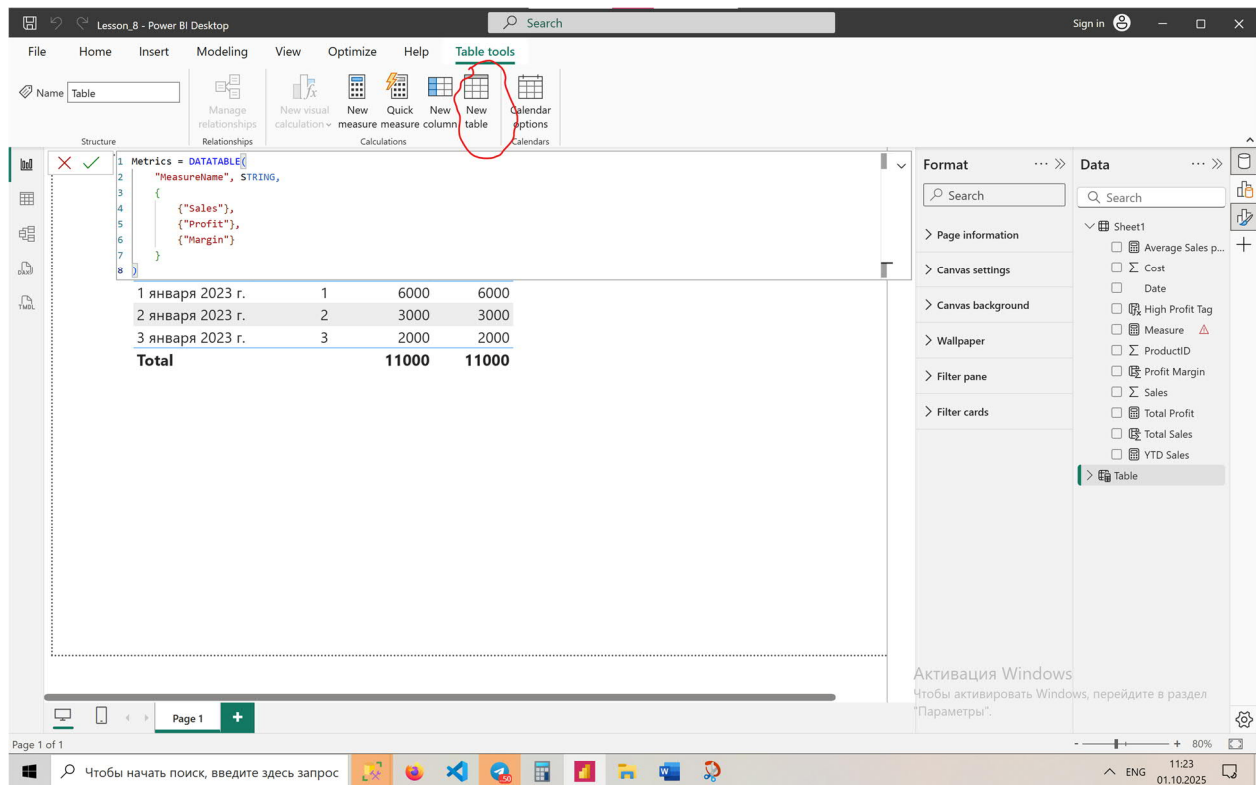 Lesson_8 - Power BI Desktop
Search
Sign in
File Home Insert Modeling View Optimize Help Table tools
Name Table
Manage relationships
New visual calculation
New measure
Quick measure
New column
New table
Calendar options
Structure
Relationships
Calculations
Calendars
1 Metrics = DATATABLE(
2 "MeasureName", STRING,
3 {
4 {"Sales"},
5 {"Profit"},
6 {"Margin"}
7 }
8 )
1 января 2023 г. 1 6000 6000
2 января 2023 г. 2 3000 3000
3 января 2023 г. 3 2000 2000
Total 11000 11000
DAX
TMDL
Format
Search
Page information
Canvas settings
Canvas background
Wallpaper
Filter pane
Filter cards
Data
Search
Sheet1
Average Sales p...
Cost
Date
High Profit Tag
Measure
ProductID
Profit Margin
Sales
Total Profit
Total Sales
YTD Sales
Table
Активация Windows
Чтобы активировать Windows, перейдите в раздел
"Параметры".
Page 1
Page 1 of 1
80%
Чтобы начать поиск, введите здесь запрос
50
ENG
11:23
01.10.2025